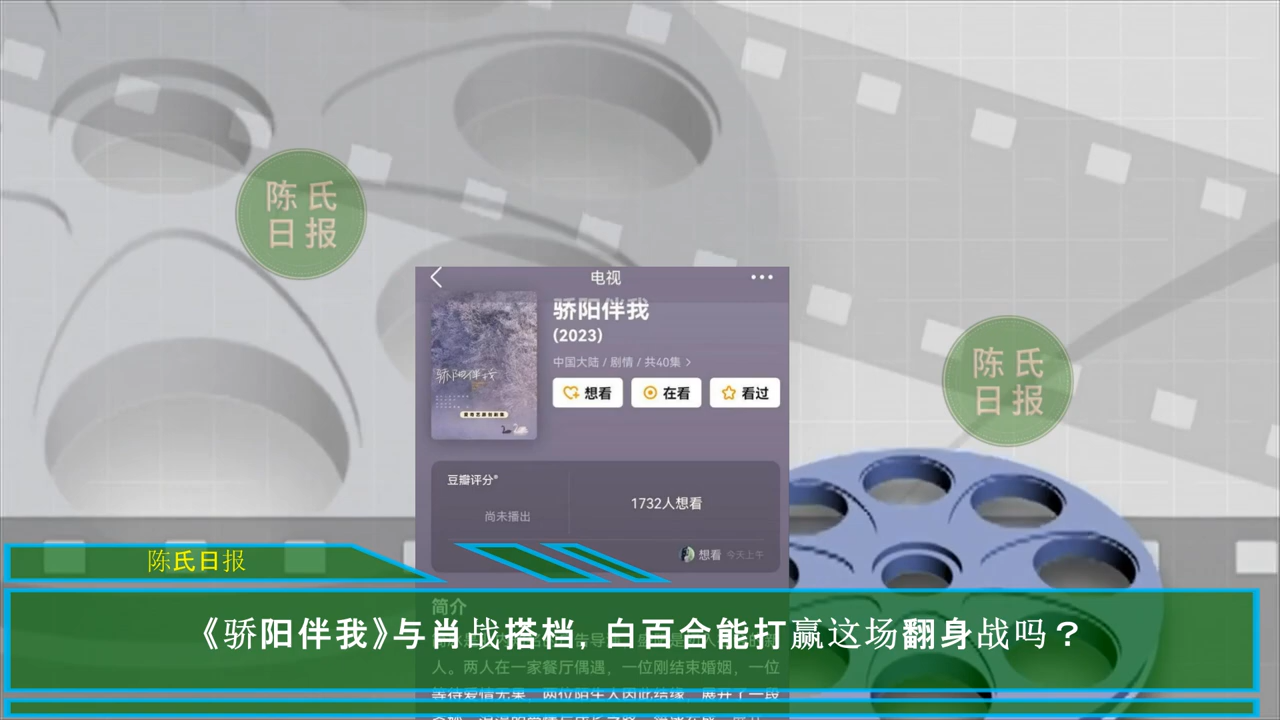 陈氏
日报
陈氏
日报
电视
骄阳伴我
(2023)
中国大陆 / 剧情 / 共40集 >
想看
在看
看过
骄阳伴我
豆瓣评分
尚未播出
1732人想看
想看 今天上午
陈氏日报
简介
《骄阳伴我》与肖战搭档，白百合能打赢这场翻身战吗？
人。两人在一家餐厅偶遇，一位刚结束婚姻，一位